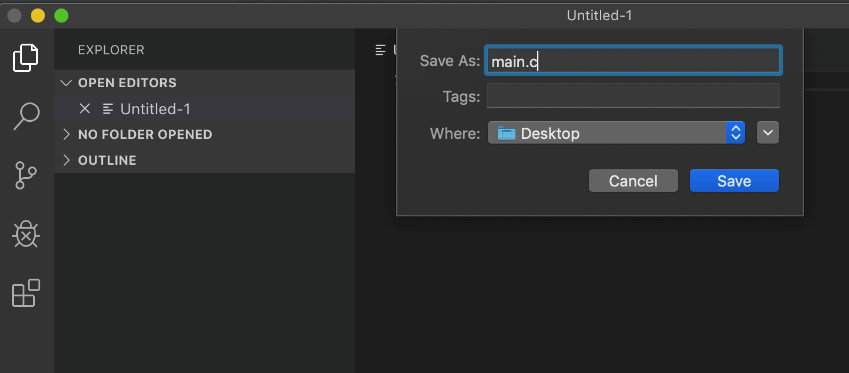 Untitled-1
EXPLORER
OPEN EDITORS
Untitled-1
NO FOLDER OPENED
OUTLINE
Save As: main.c
Tags:
Where: Desktop
Cancel Save